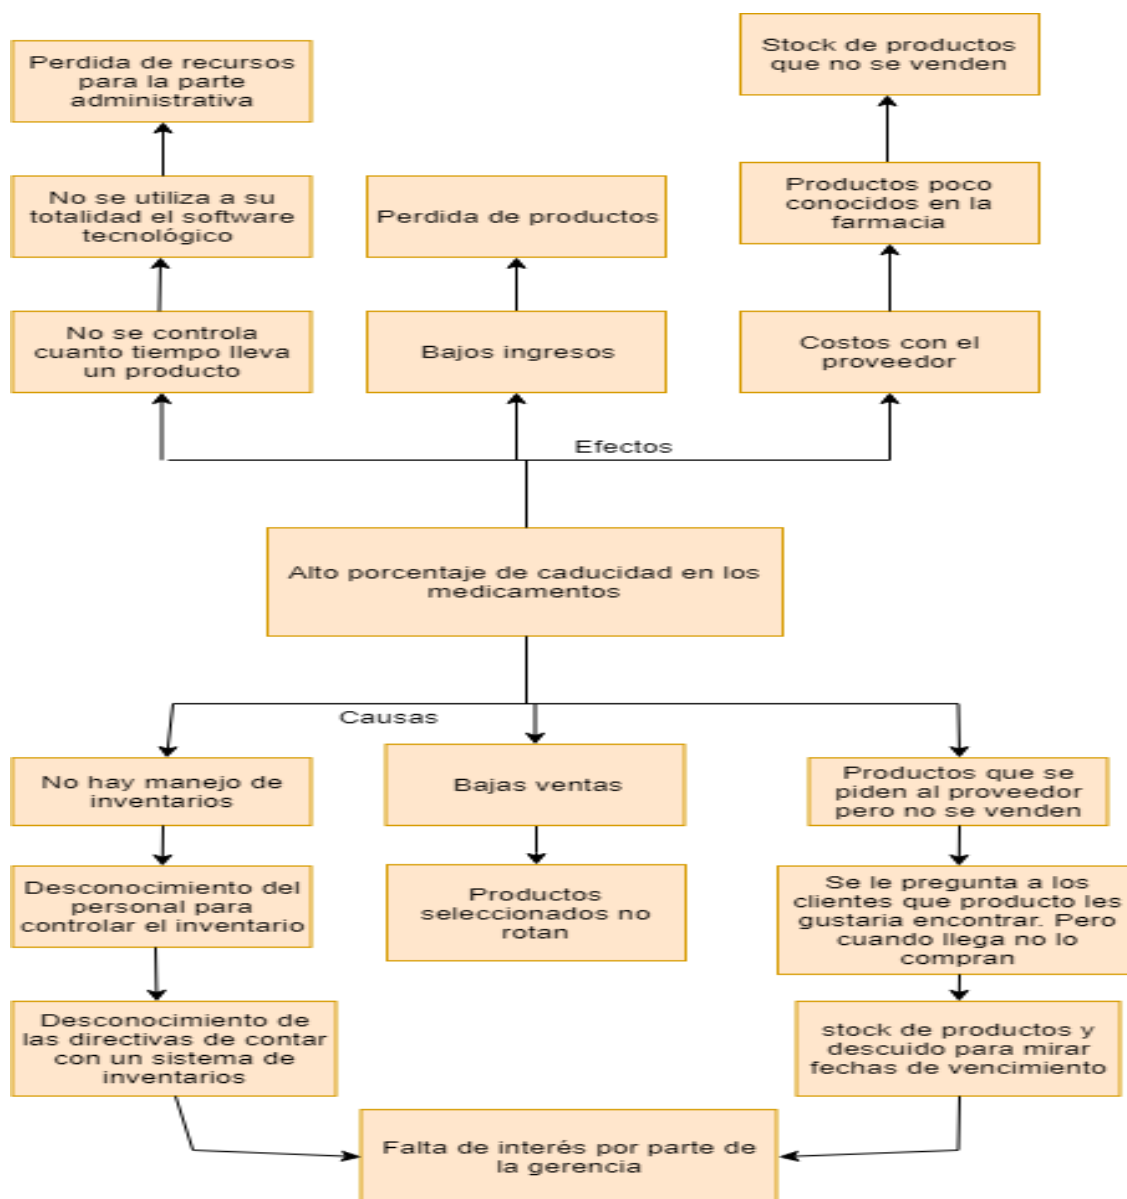 Perdida de recursos
para la parte
administrativa
Stock de productos
que no se venden
No se utiliza a su
totalidad el software
tecnológico
Perdida de productos
Productos poco
conocidos en la
farmacia
No se controla
cuanto tiempo lleva
un producto
Bajos ingresos
Costos con el
proveedor
Efectos
Alto porcentaje de caducidad en los
medicamentos
Causas
No hay manejo de
inventarios
Bajas ventas
Productos que se
piden al proveedor
pero no se venden
Desconocimiento del
personal para
controlar el inventario
Productos
seleccionados no
rotan
Se le pregunta a los
clientes que producto les
gustaria encontrar. Pero
cuando llega no lo
compran
Desconocimiento de
las directivas de contar
con un sistema de
inventarios
stock de productos y
descuido para mirar
fechas de vencimiento
Falta de interés por parte de
la gerencia